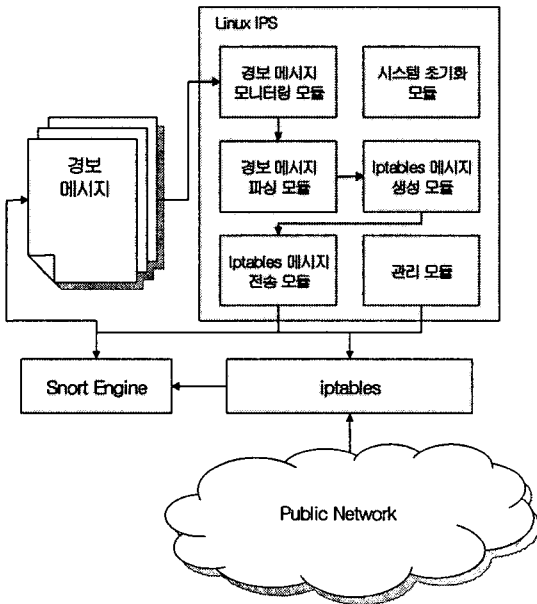 Linux IPS
경보 메시지
모니터링 모듈
시스템 초기화
모듈
경보
메시지
경보 메시지
파싱 모듈
Iptables 메시지
생성 모듈
Iptables 메시지
전송 모듈
관리 모듈
Snort Engine
iptables
Public Network